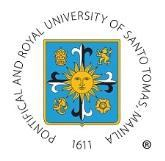 PONTIFICAL AND ROYAL UNIVERSITY OF SANTO TOMAS, MANILA
1611
®